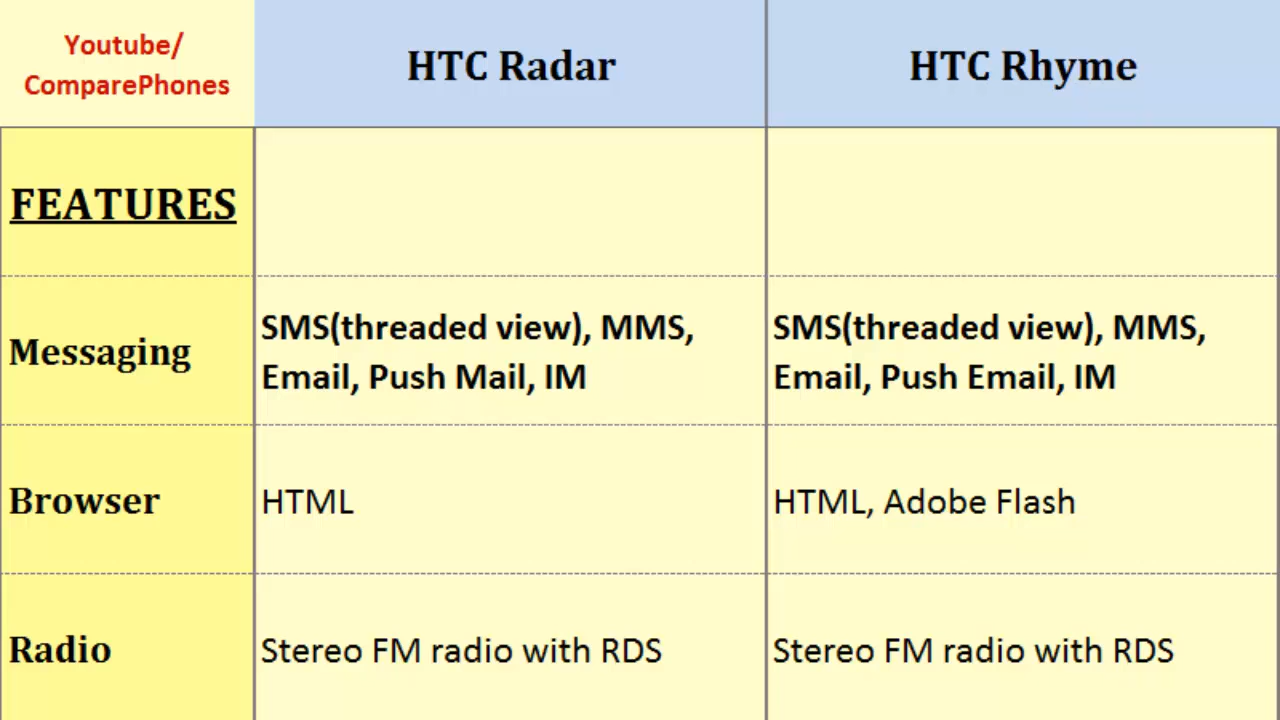 Youtube/
ComparePhones
HTC Radar
HTC Rhyme
FEATURES
Messaging
SMS(threaded view), MMS,
Email, Push Mail, IM
SMS(threaded view), MMS,
Email, Push Email, IM
Browser
HTML
HTML, Adobe Flash
Radio
Stereo FM radio with RDS
Stereo FM radio with RDS